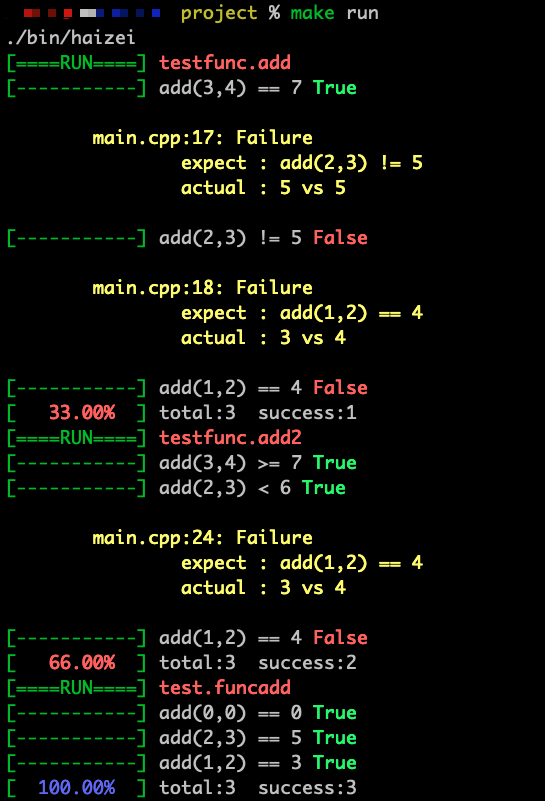 project % make run
./bin/haizei
[====RUN====] testfunc.add
[-----------] add(3,4) == 7 True
main.cpp:17: Failure
expect : add(2,3) != 5
actual : 5 vs 5
[-----------] add(2,3) != 5 False
main.cpp:18: Failure
expect : add(1,2) == 4
actual : 3 vs 4
[-----------] add(1,2) == 4 False
[   33.00%  ] total:3  success:1
[====RUN====] testfunc.add2
[-----------] add(3,4) >= 7 True
[-----------] add(2,3) < 6 True
main.cpp:24: Failure
expect : add(1,2) == 4
actual : 3 vs 4
[-----------] add(1,2) == 4 False
[   66.00%  ] total:3  success:2
[====RUN====] test.funcadd
[-----------] add(0,0) == 0 True
[-----------] add(2,3) == 5 True
[-----------] add(1,2) == 3 True
[  100.00%  ] total:3  success:3